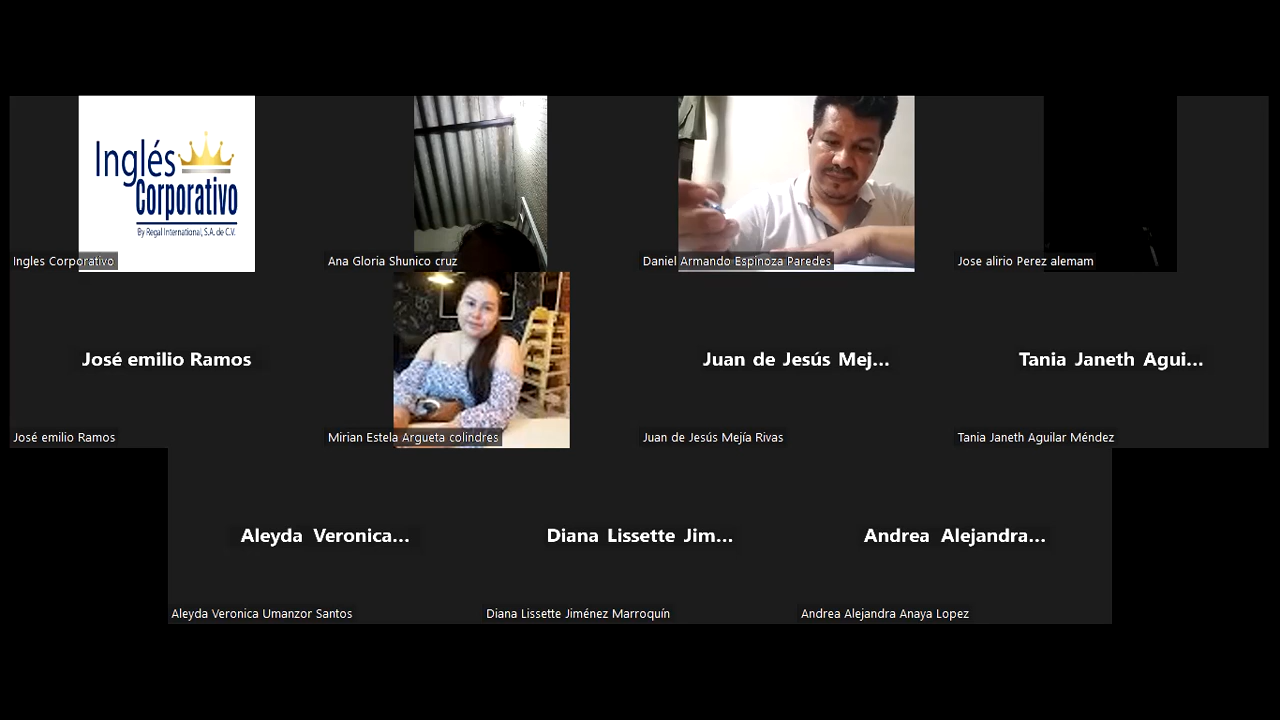 Inglés
Corporativo
By Regal International, S.A. de C.V.
Ingles Corporativo
Ana Gloria Shunico cruz
Daniel Armando Espinoza Paredes
Jose alirio Perez alemam
José emilio Ramos
Juan de Jesús Mej...
Tania Janeth Agui...
José emilio Ramos
Mirian Estela Argueta colindres
Juan de Jesús Mejía Rivas
Tania Janeth Aguilar Méndez
Aleyda Veronica...
Diana Lissette Jim...
Andrea Alejandra...
Aleyda Veronica Umanzor Santos
Diana Lissette Jiménez Marroquín
Andrea Alejandra Anaya Lopez